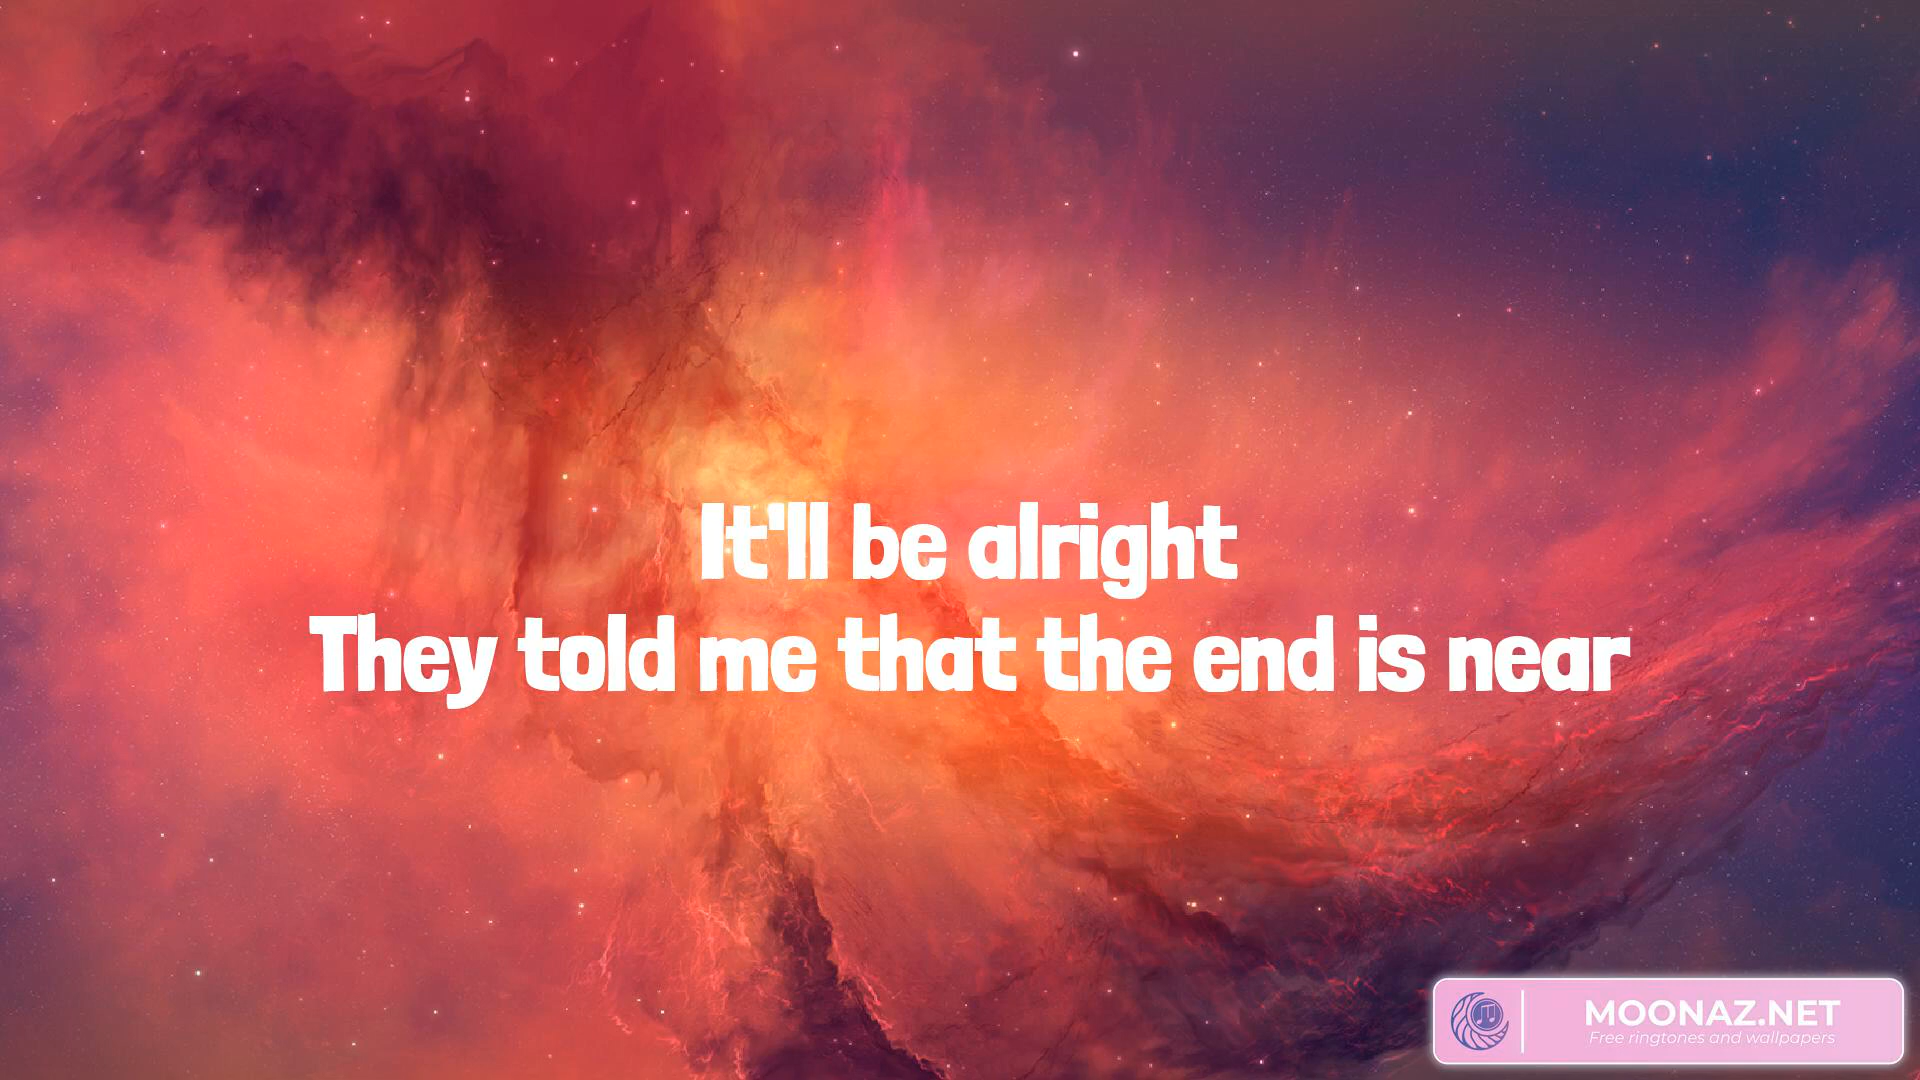 It'll be alright
They told me that the end is near
MOONAZ.NET
Free ringtones and wallpapers